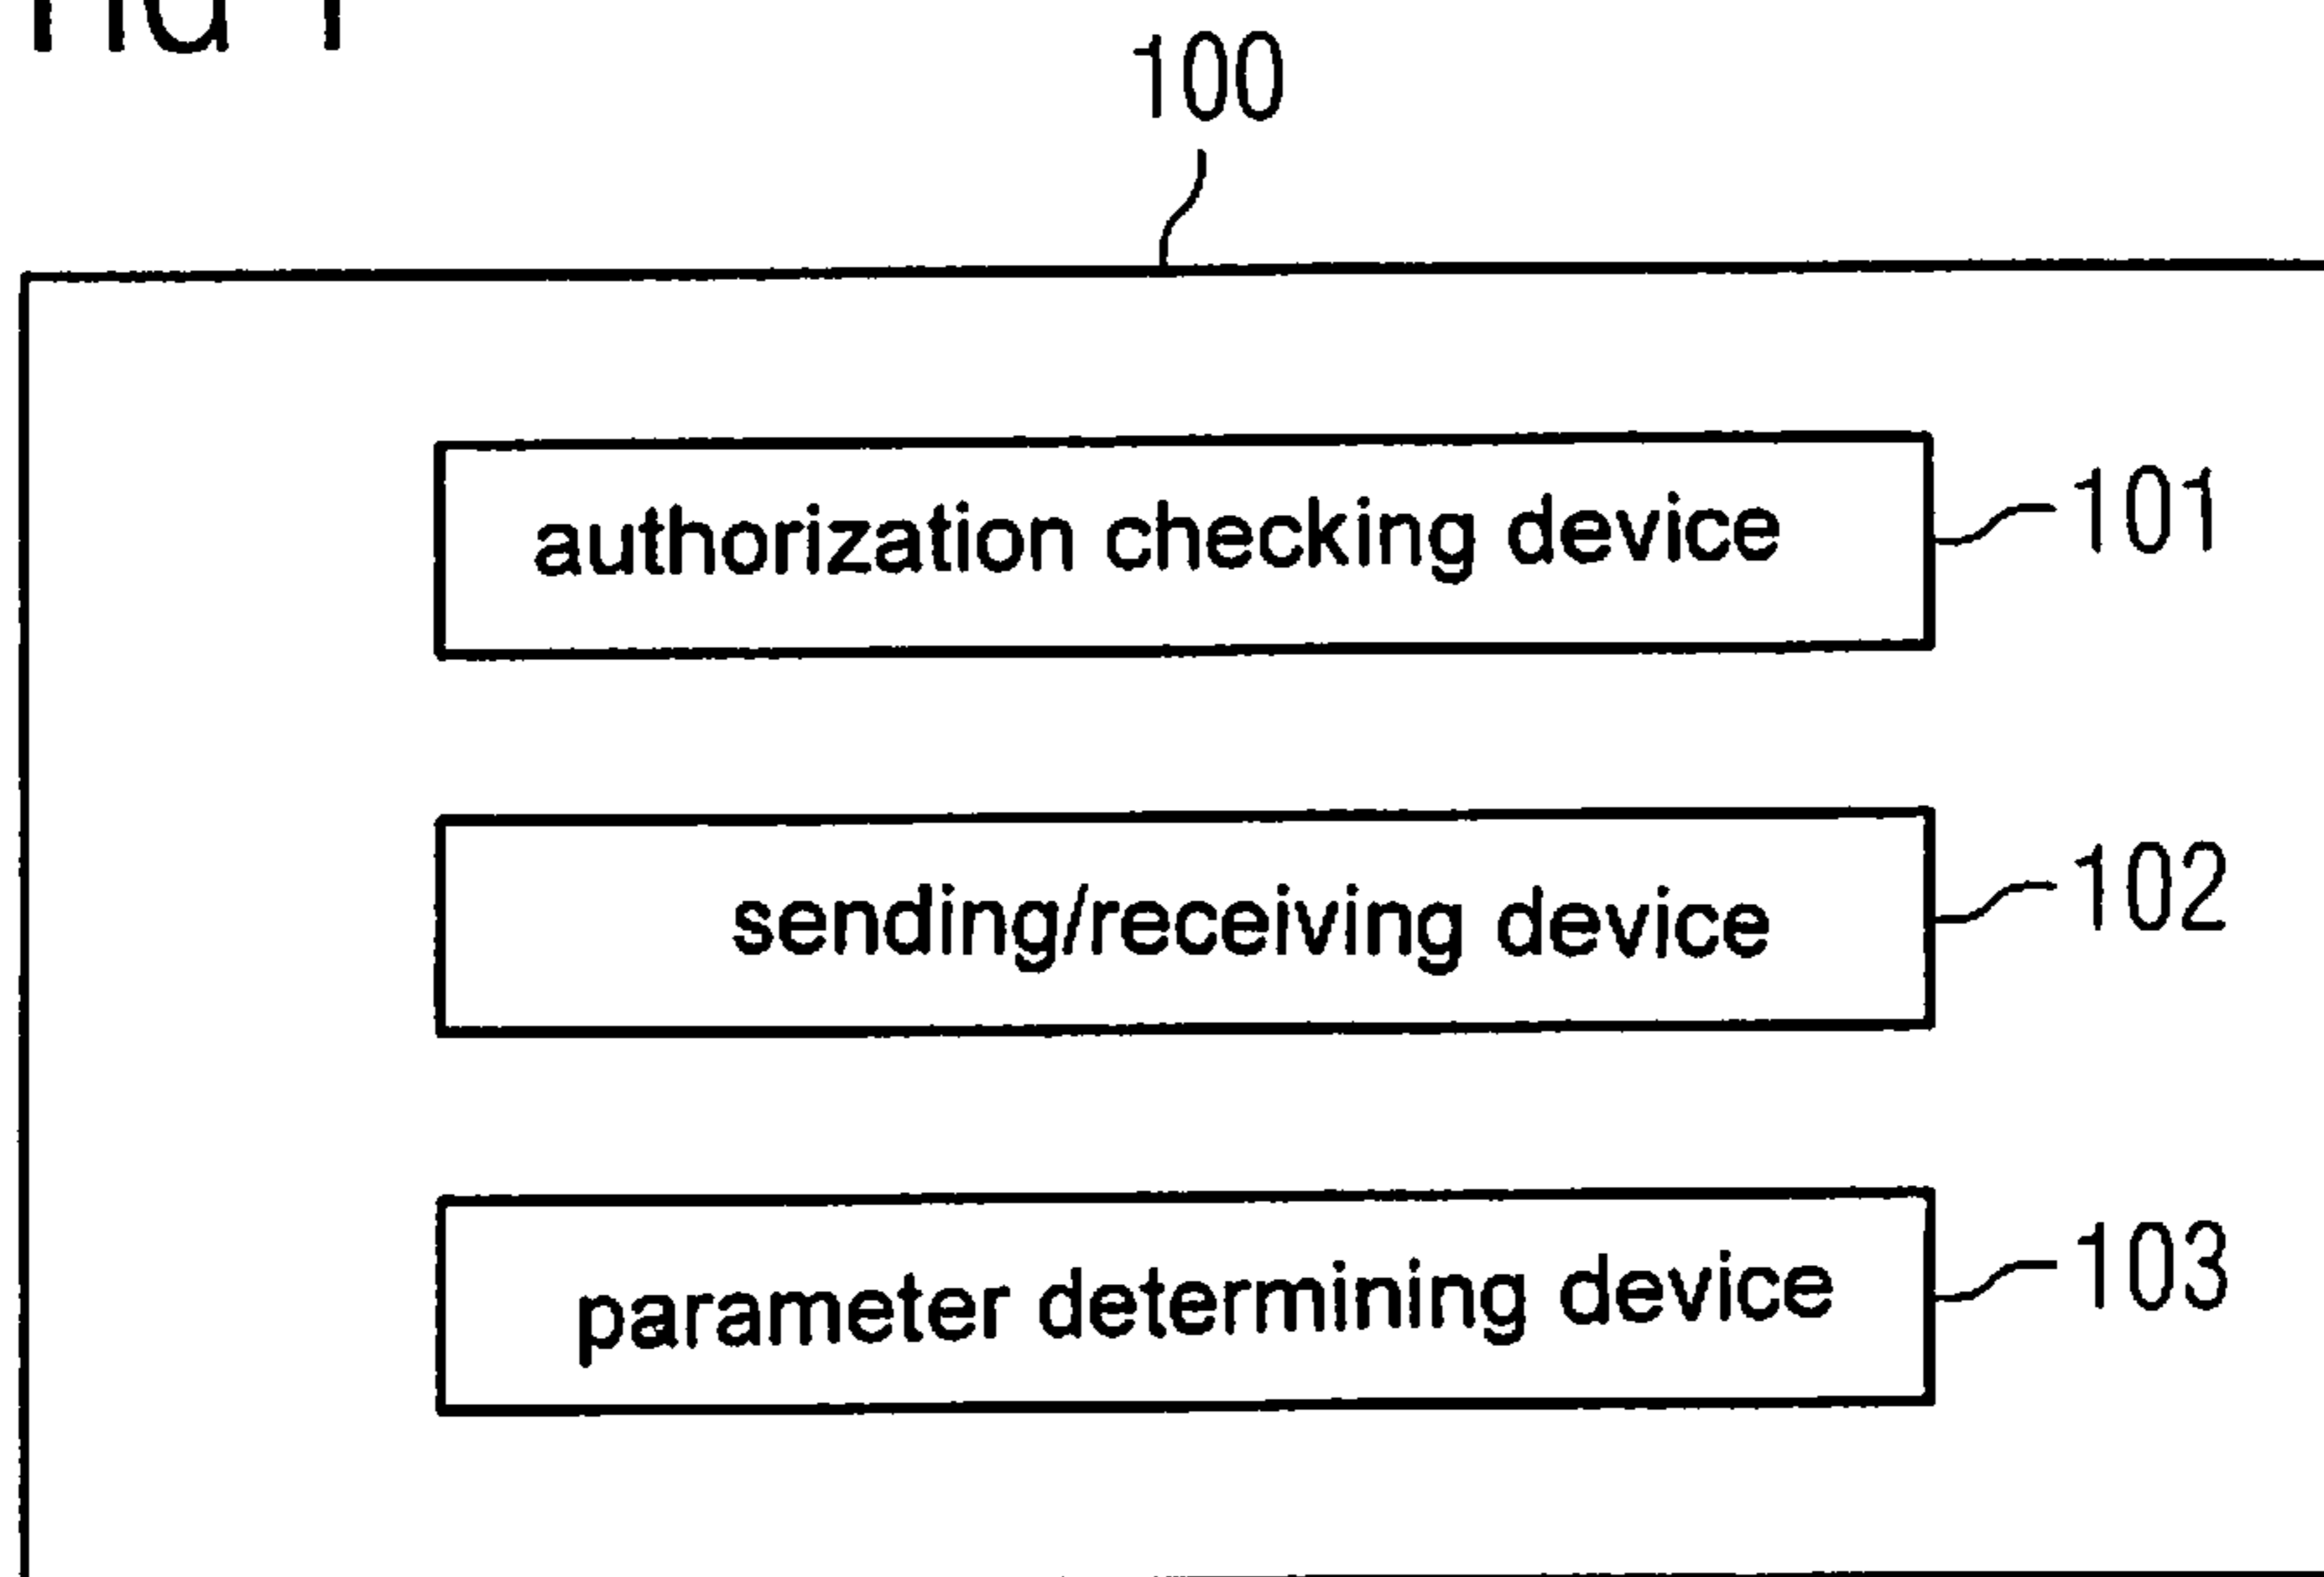 100
authorization checking device 101
sending/receiving device 102
parameter determining device 103